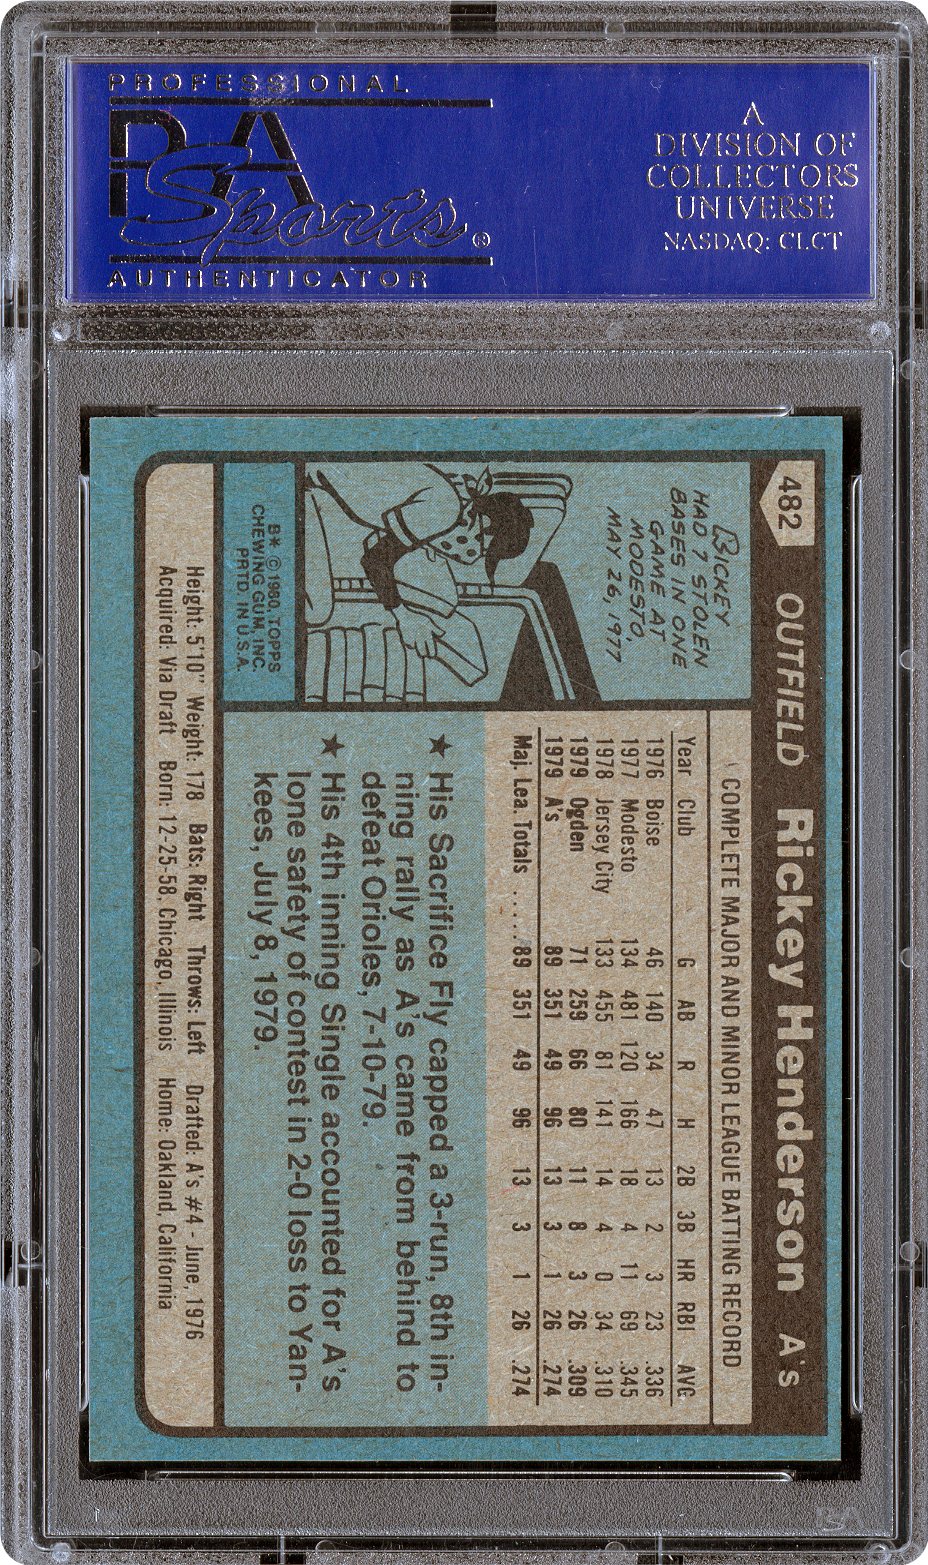 PROFESSIONAL
PSA
Sports®
AUTHENTICATOR
A
DIVISION OF
COLLECTORS
UNIVERSE
NASDAQ: CLCT
482 OUTFIELD Rickey Henderson A's
RICKEY
HAD 7 STOLEN
BASES IN ONE
GAME AT
MODESTO,
MAY 26, 1977
B* © 1980, TOPPS
CHEWING GUM, INC.
PRTD. IN U.S.A.
COMPLETE MAJOR AND MINOR LEAGUE BATTING RECORD
Year Club G AB R H 2B 3B HR RBI AVG
1976 Boise 46 140 34 47 13 2 3 23 .336
1977 Modesto 134 481 120 166 18 4 11 69 .345
1978 Jersey City 133 455 81 141 14 4 0 34 .310
1979 Ogden 71 259 66 80 11 8 3 26 .309
1979 A's 89 351 49 96 13 3 1 26 .274
Maj. Lea. Totals ..... 89 351 49 96 13 3 1 26 .274
★ His Sacrifice Fly capped a 3-run, 8th in-
ning rally as A's came from behind to
defeat Orioles, 7-10-79.
★ His 4th inning Single accounted for A's
lone safety of contest in 2-0 loss to Yan-
kees, July 8, 1979.
Height: 5'10" Weight: 178 Bats: Right Throws: Left Drafted: A's #4 - June, 1976
Acquired: Via Draft Born: 12-25-58, Chicago, Illinois Home: Oakland, California
PSA